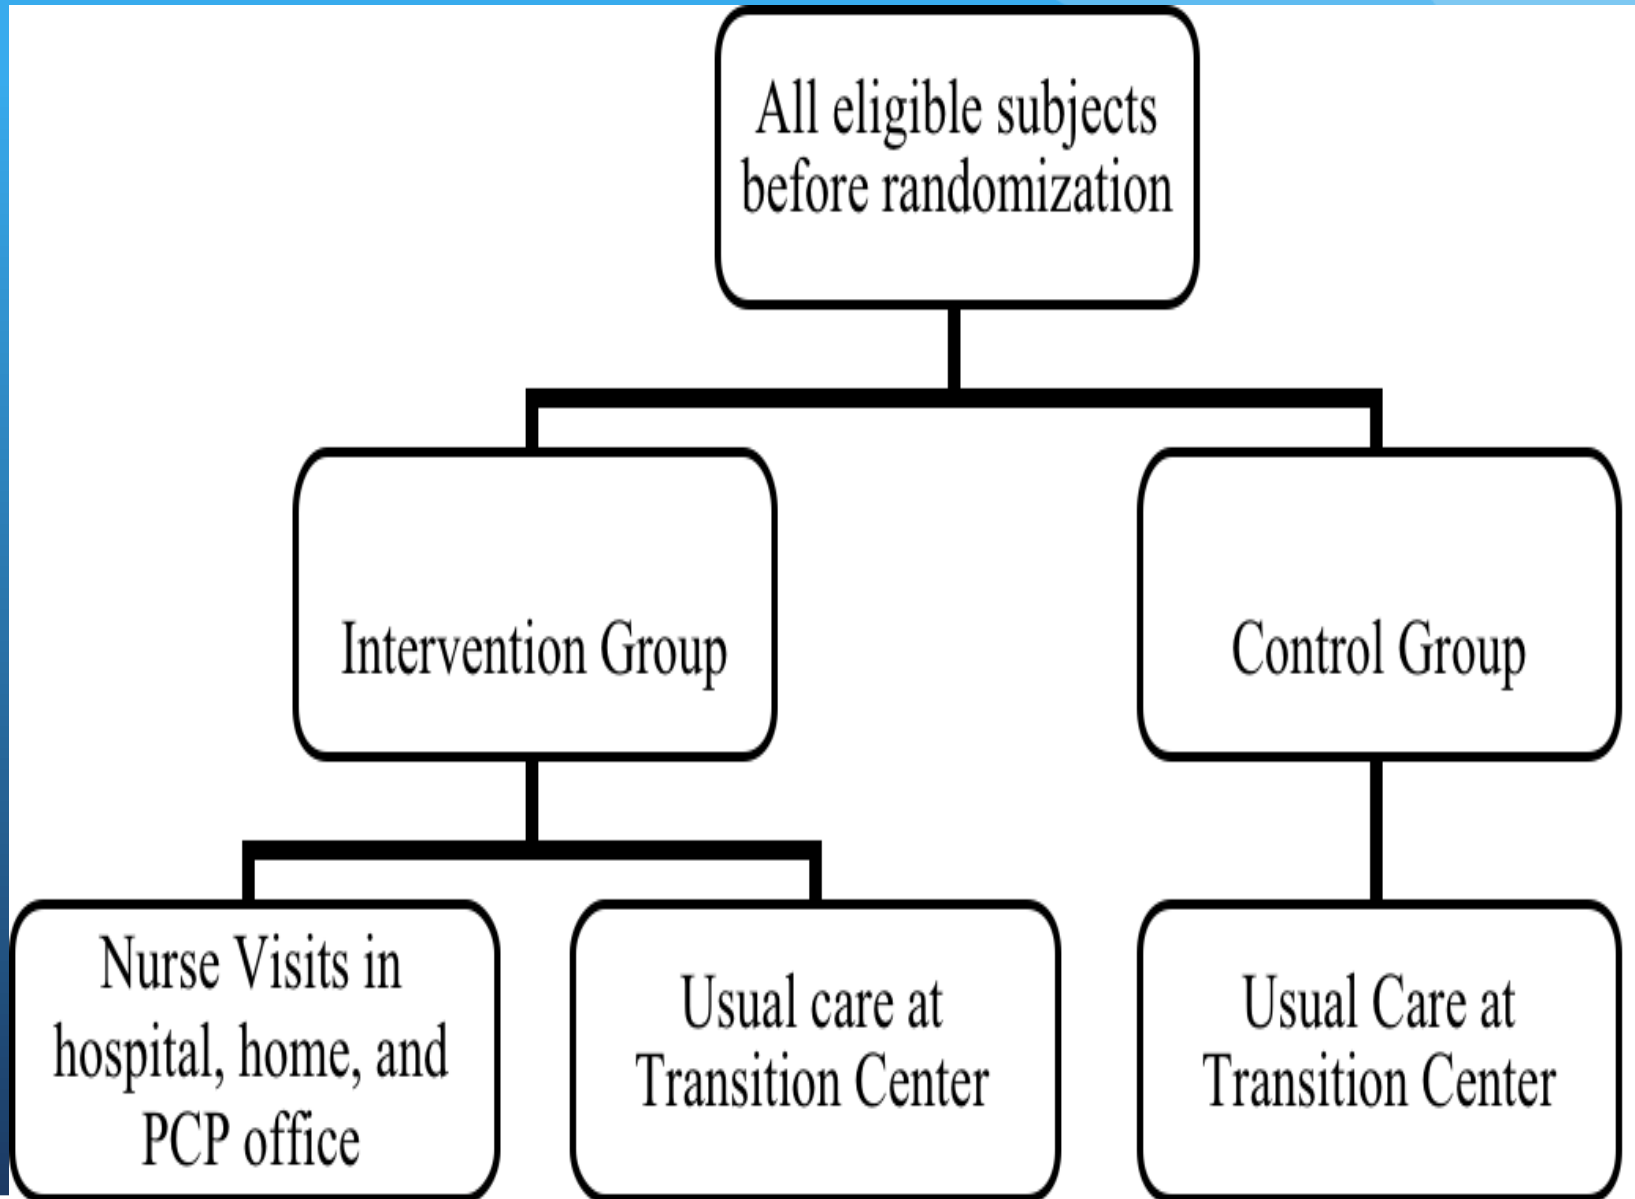 All eligible subjects
before randomization
Intervention Group
Control Group
Nurse Visits in
hospital, home, and
PCP office
Usual care at
Transition Center
Usual Care at
Transition Center